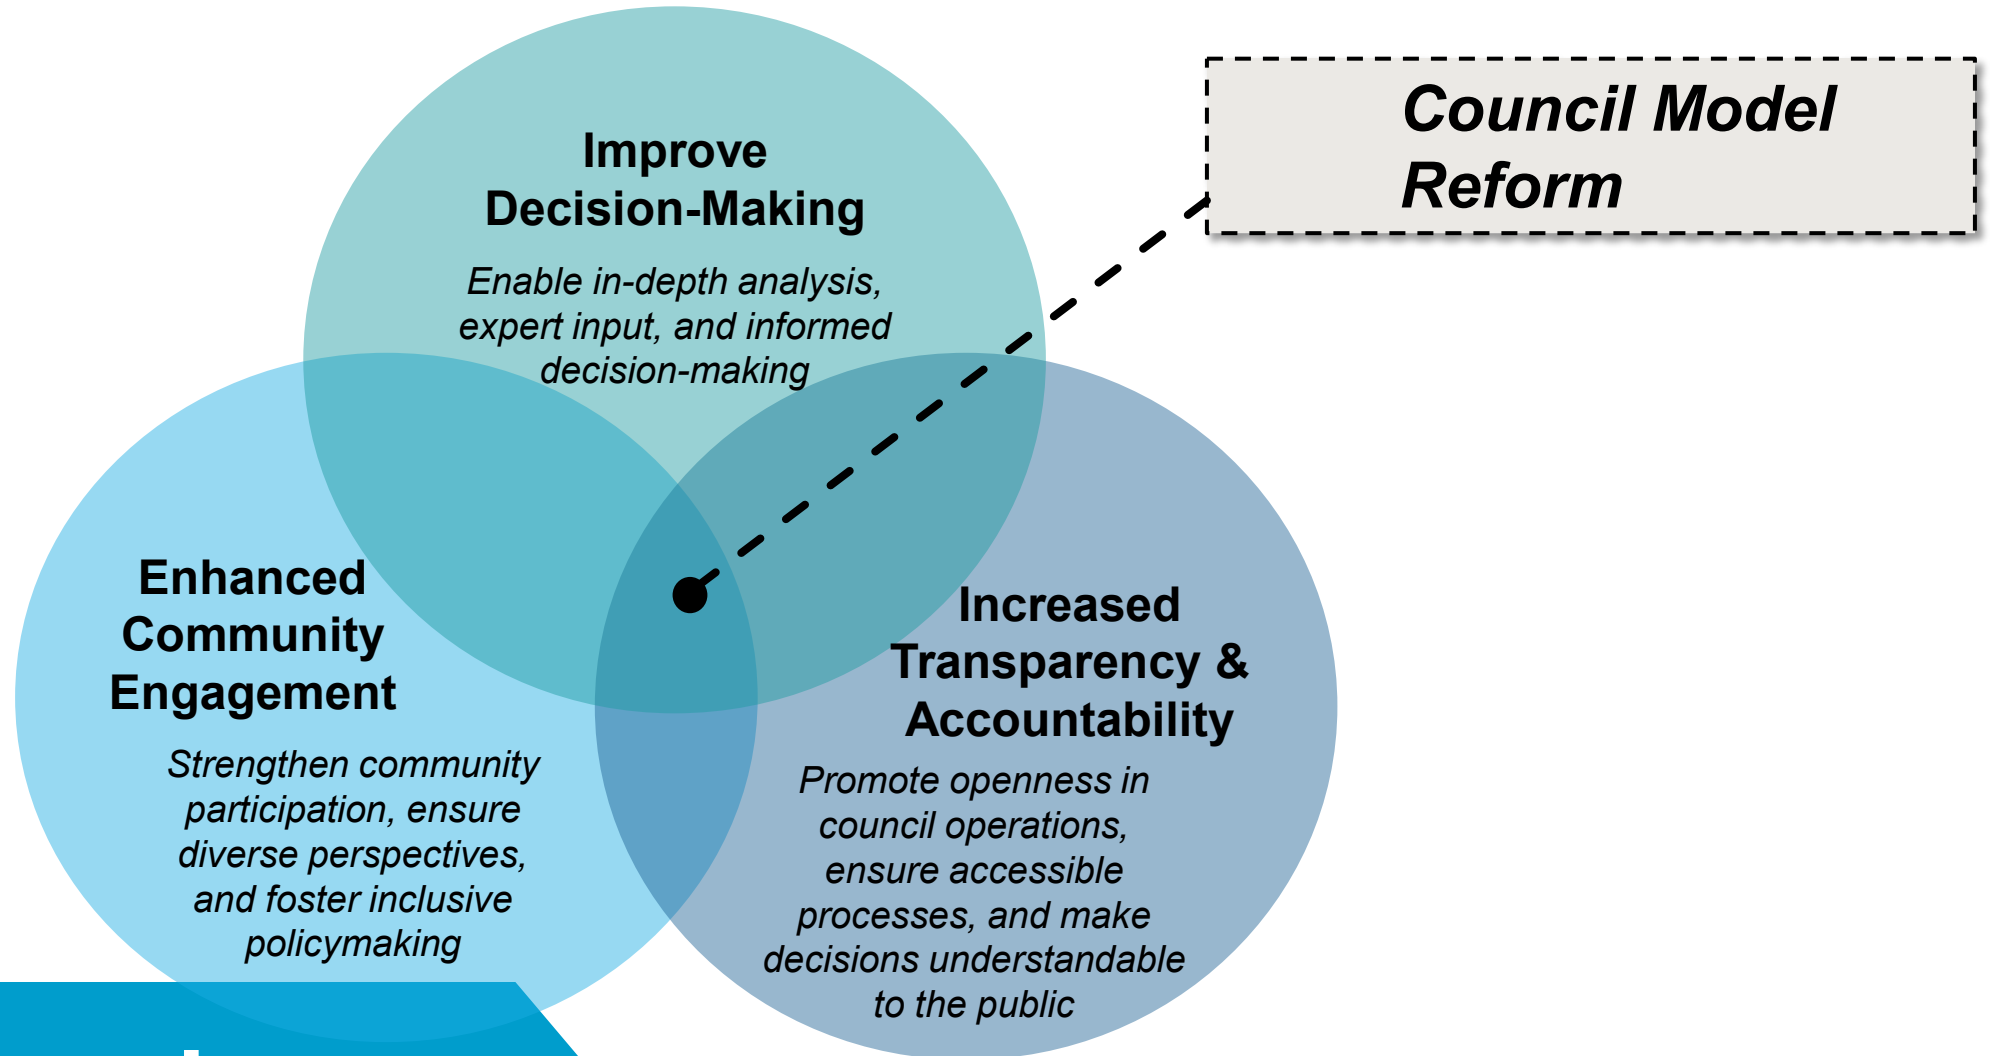 Improve
Decision-Making
Enable in-depth analysis,
expert input, and informed
decision-making
Council Model
Reform
Enhanced
Community
Engagement
Strengthen community
participation, ensure
diverse perspectives,
and foster inclusive
policymaking
Increased
Transparency &
Accountability
Promote openness in
council operations,
ensure accessible
processes, and make
decisions understandable
to the public